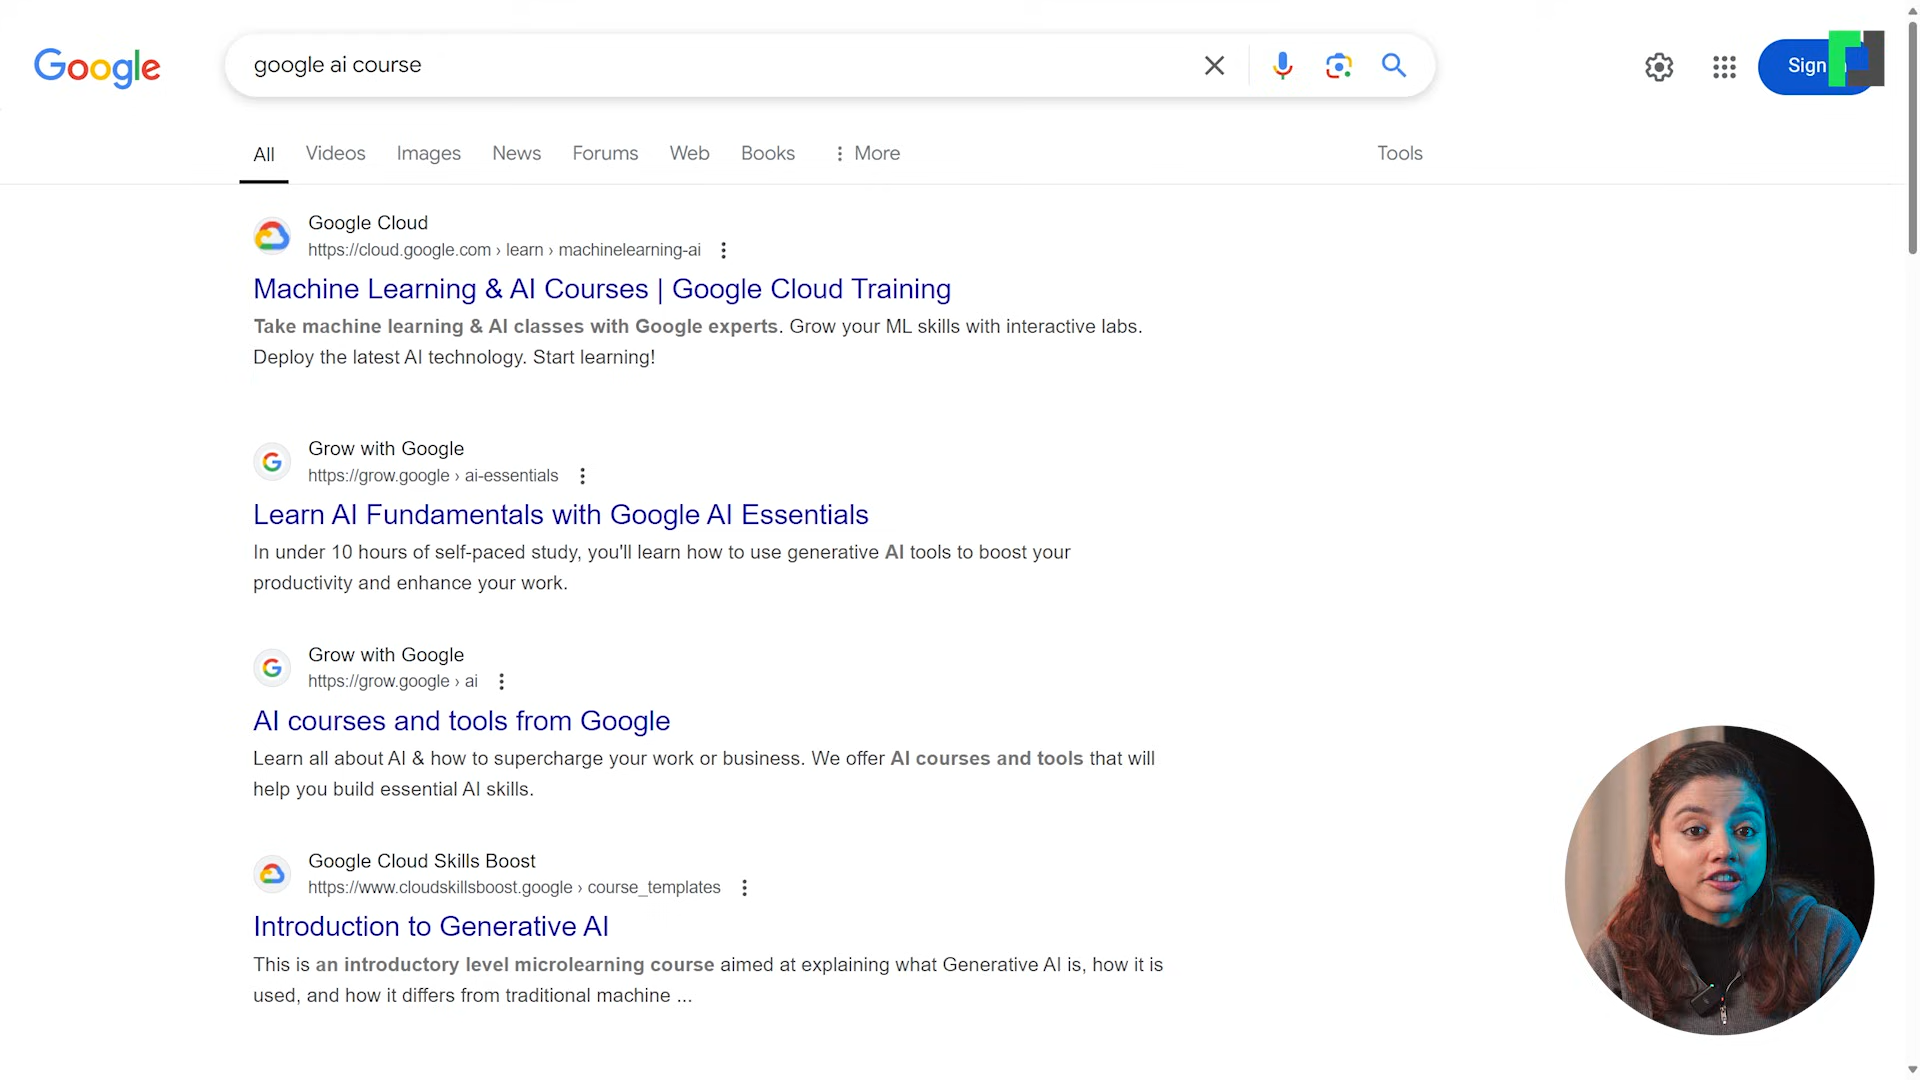 Google
google ai course
Sign
All
Videos
Images
News
Forums
Web
Books
More
Tools
Google Cloud
https://cloud.google.com › learn › machinelearning-ai
Machine Learning & AI Courses | Google Cloud Training
Take machine learning & AI classes with Google experts. Grow your ML skills with interactive labs.
Deploy the latest AI technology. Start learning!
Grow with Google
https://grow.google › ai-essentials
Learn AI Fundamentals with Google AI Essentials
In under 10 hours of self-paced study, you'll learn how to use generative AI tools to boost your
productivity and enhance your work.
Grow with Google
https://grow.google › ai
AI courses and tools from Google
Learn all about AI & how to supercharge your work or business. We offer AI courses and tools that will
help you build essential AI skills.
Google Cloud Skills Boost
https://www.cloudskillsboost.google › course_templates
Introduction to Generative AI
This is an introductory level microlearning course aimed at explaining what Generative AI is, how it is
used, and how it differs from traditional machine ...